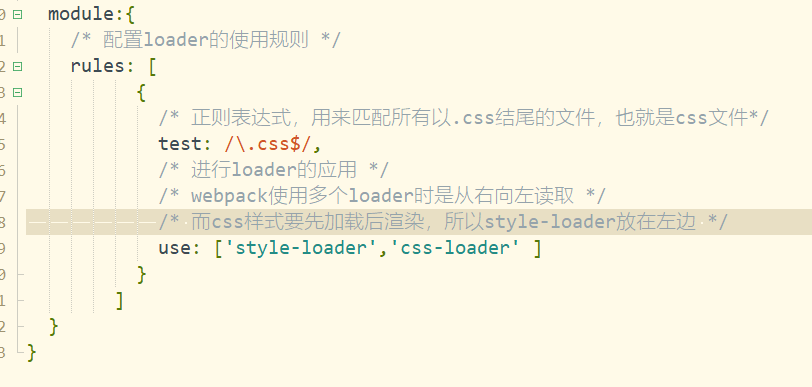 0 module:{
1 /* 配置loader的使用规则 */
2 rules: [
3 {
4 /* 正则表达式，用来匹配所有以.css结尾的文件，也就是css文件*/
5 test: /\.css$/,
6 /* 进行loader的应用 */
7 /* webpack使用多个loader时是从右向左读取 */
8 /* 而css样式要先加载后渲染，所以style-loader放在左边 */
9 use: ['style-loader','css-loader' ]
0 }
1 ]
2 }
3 }